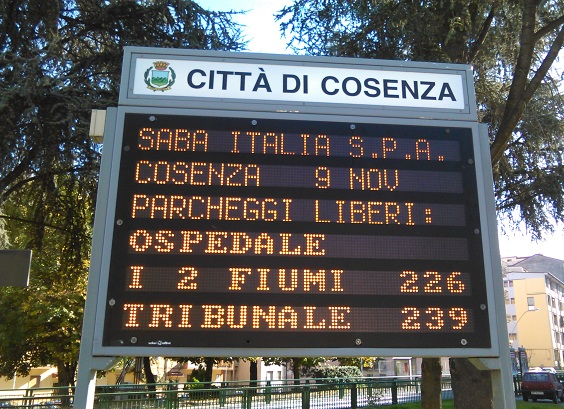 CITTÀ DI COSENZA
SABA ITALIA S.P.A.
COSENZA 9 NOV
PARCHEGGI LIBERI:
OSPEDALE
I 2 FIUMI 226
TRIBUNALE 239